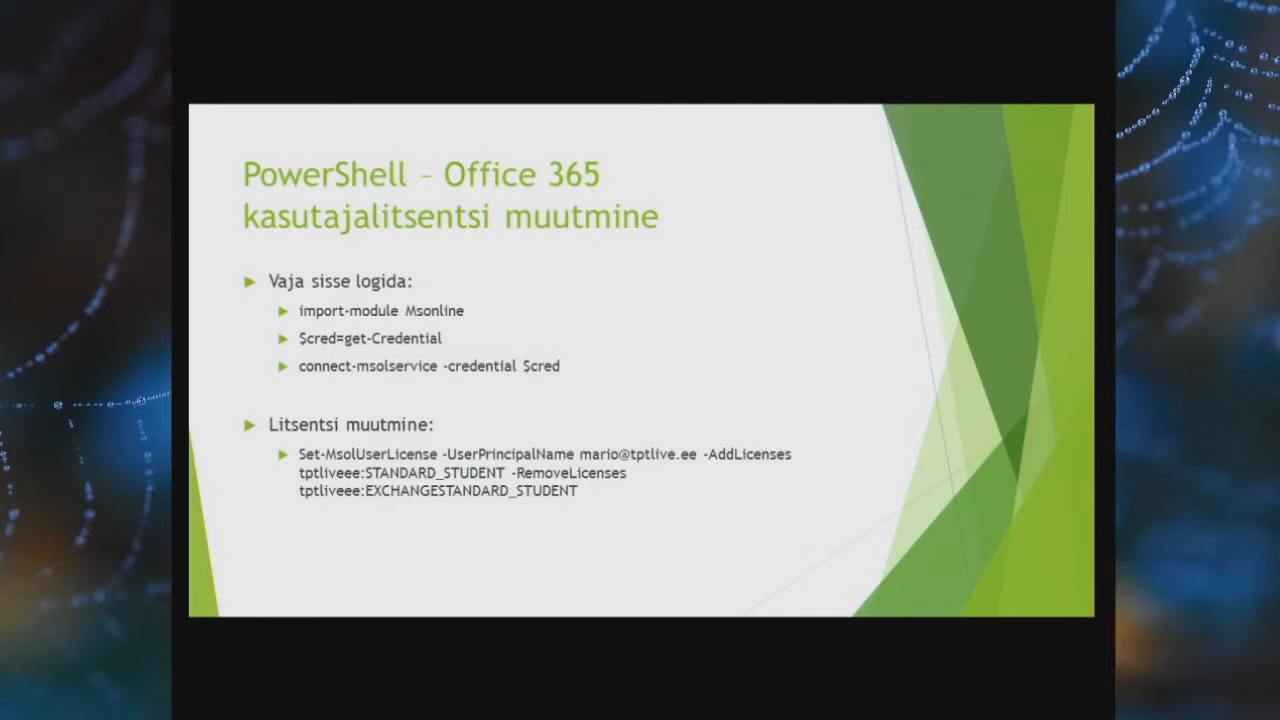 PowerShell – Office 365
kasutajalitsentsi muutmine
Vaja sisse logida:
import-module Msonline
$cred=get-Credential
connect-msolservice -credential $cred
Litsentsi muutmine:
Set-MsolUserLicense -UserPrincipalName mario@tptlive.ee -AddLicenses
tptliveee:STANDARD_STUDENT -RemoveLicenses
tptliveee:EXCHANGESTANDARD_STUDENT